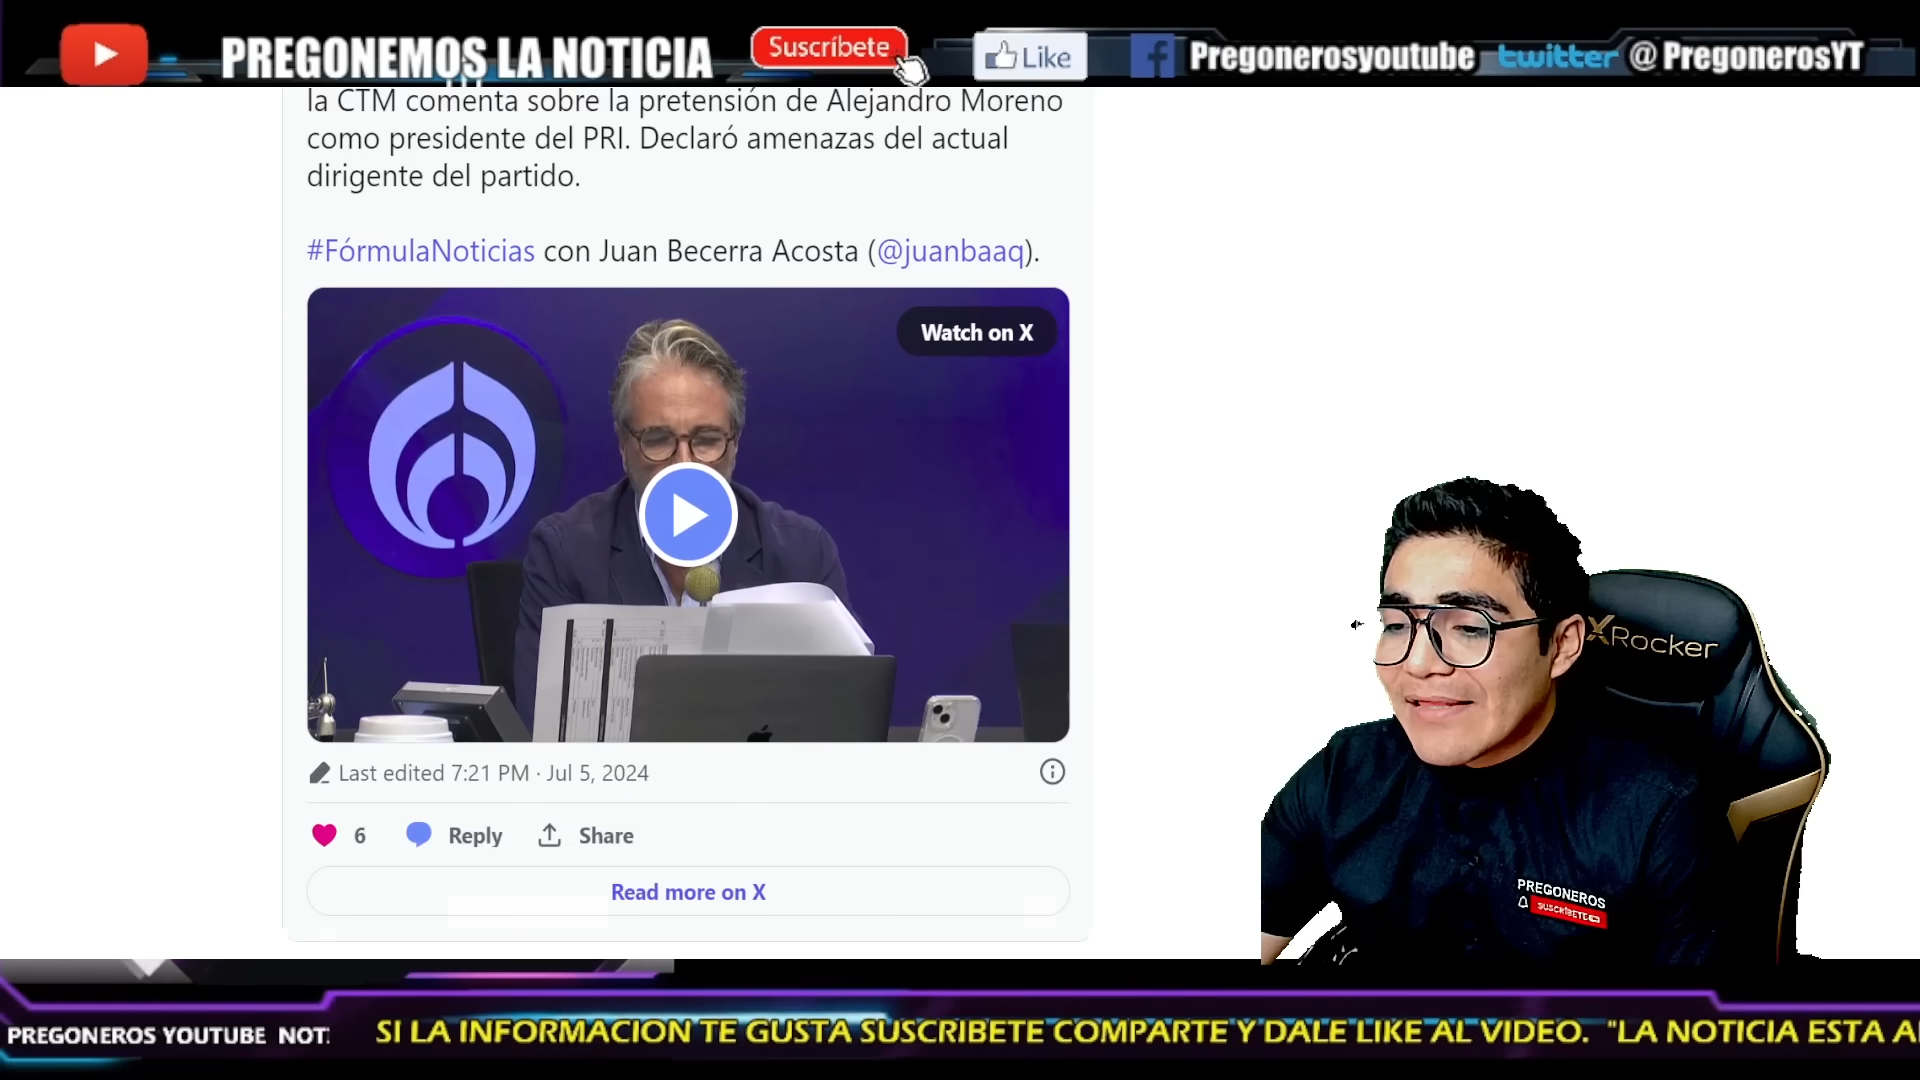 PREGONEMOS LA NOTICIA
Suscríbete
Like
Pregonerosyoutube
twitter @PregonerosYT
la CTM comenta sobre la pretensión de Alejandro Moreno
como presidente del PRI. Declaró amenazas del actual
dirigente del partido.
#FórmulaNoticias con Juan Becerra Acosta (@juanbaaq).
Watch on X
Last edited 7:21 PM · Jul 5, 2024
6 Reply Share
Read more on X
XRocker
PREGONEROS
SUSCRÍBETE
PREGONEROS YOUTUBE NOT
SI LA INFORMACION TE GUSTA SUSCRIBETE COMPARTE Y DALE LIKE AL VIDEO. "LA NOTICIA ESTA A